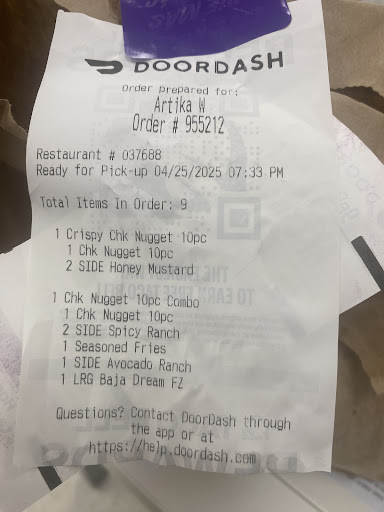 DOORDASH
Order prepared for:
Artika W
Order # 955212
Restaurant # 037688
Ready for Pick-up 04/25/2025 07:33 PM
Total Items In Order: 9
1 Crispy Chk Nugget 10pc
1 Chk Nugget 10pc
2 SIDE Honey Mustard
1 Chk Nugget 10pc Combo
1 Chk Nugget 10pc
2 SIDE Spicy Ranch
1 Seasoned Fries
1 SIDE Avocado Ranch
1 LRG Baja Dream FZ
Questions? Contact DoorDash through
the app or at
https://help.doordash.com